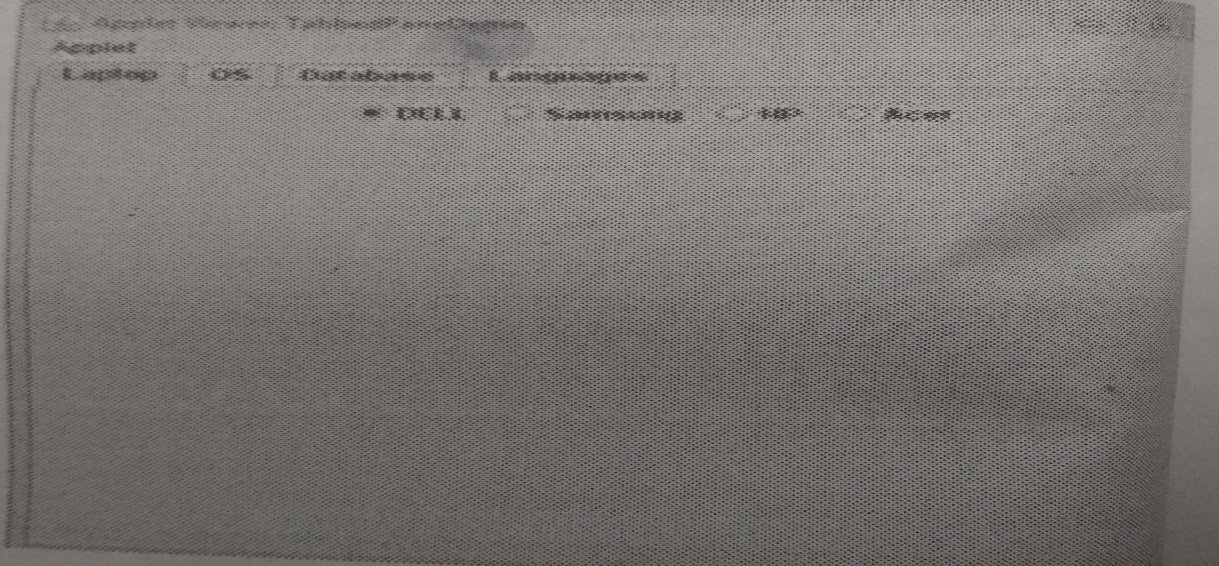 Applet Viewer: TabbedPaneDemo
Applet
Laptop OS Database Languages
DELL Samsung HP Acer